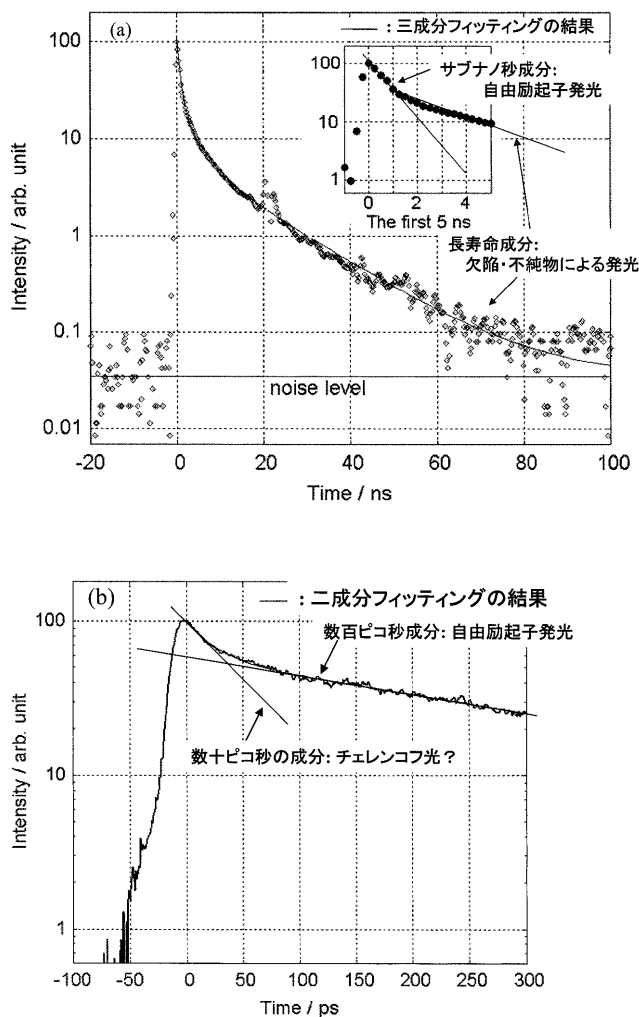 (a)
— : 三成分フィッティングの結果
サブナノ秒成分:
自由励起子発光
100
10
1
0 2 4
The first 5 ns
長寿命成分:
欠陥・不純物による発光
noise level
100
10
1
0.1
0.01
Intensity / arb. unit
-20 0 20 40 60 80 100
Time / ns
(b)
— : 二成分フィッティングの結果
数百ピコ秒成分: 自由励起子発光
数十ピコ秒の成分: チェレンコフ光？
100
10
1
Intensity / arb. unit
-100 -50 0 50 100 150 200 250 300
Time / ps